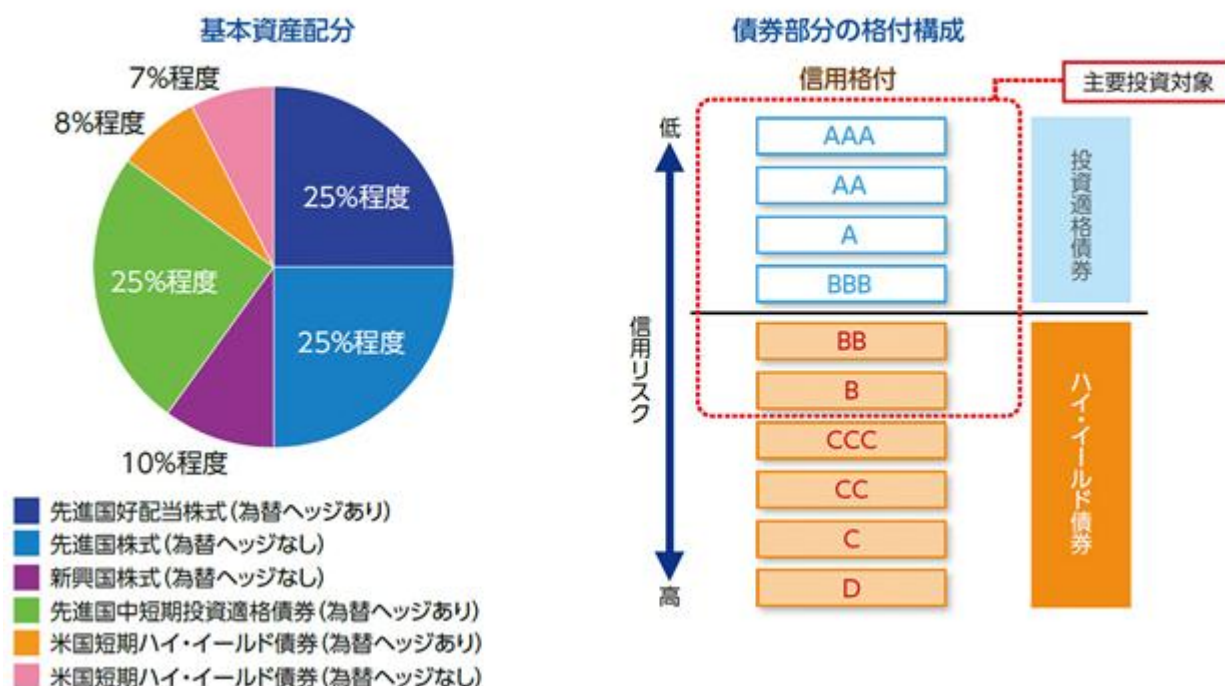 基本資産配分
7%程度
8%程度
25%程度
25%程度
25%程度
10%程度
先進国好配当株式(為替ヘッジあり)
先進国株式(為替ヘッジなし)
新興国株式(為替ヘッジなし)
先進国中短期投資適格債券(為替ヘッジあり)
米国短期ハイ・イールド債券(為替ヘッジあり)
米国短期ハイ・イールド債券(為替ヘッジなし)
債券部分の格付構成
信用格付
主要投資対象
低
信用リスク
高
AAA
AA
A
BBB
BB
B
CCC
CC
C
D
投資適格債券
ハイ・イールド債券